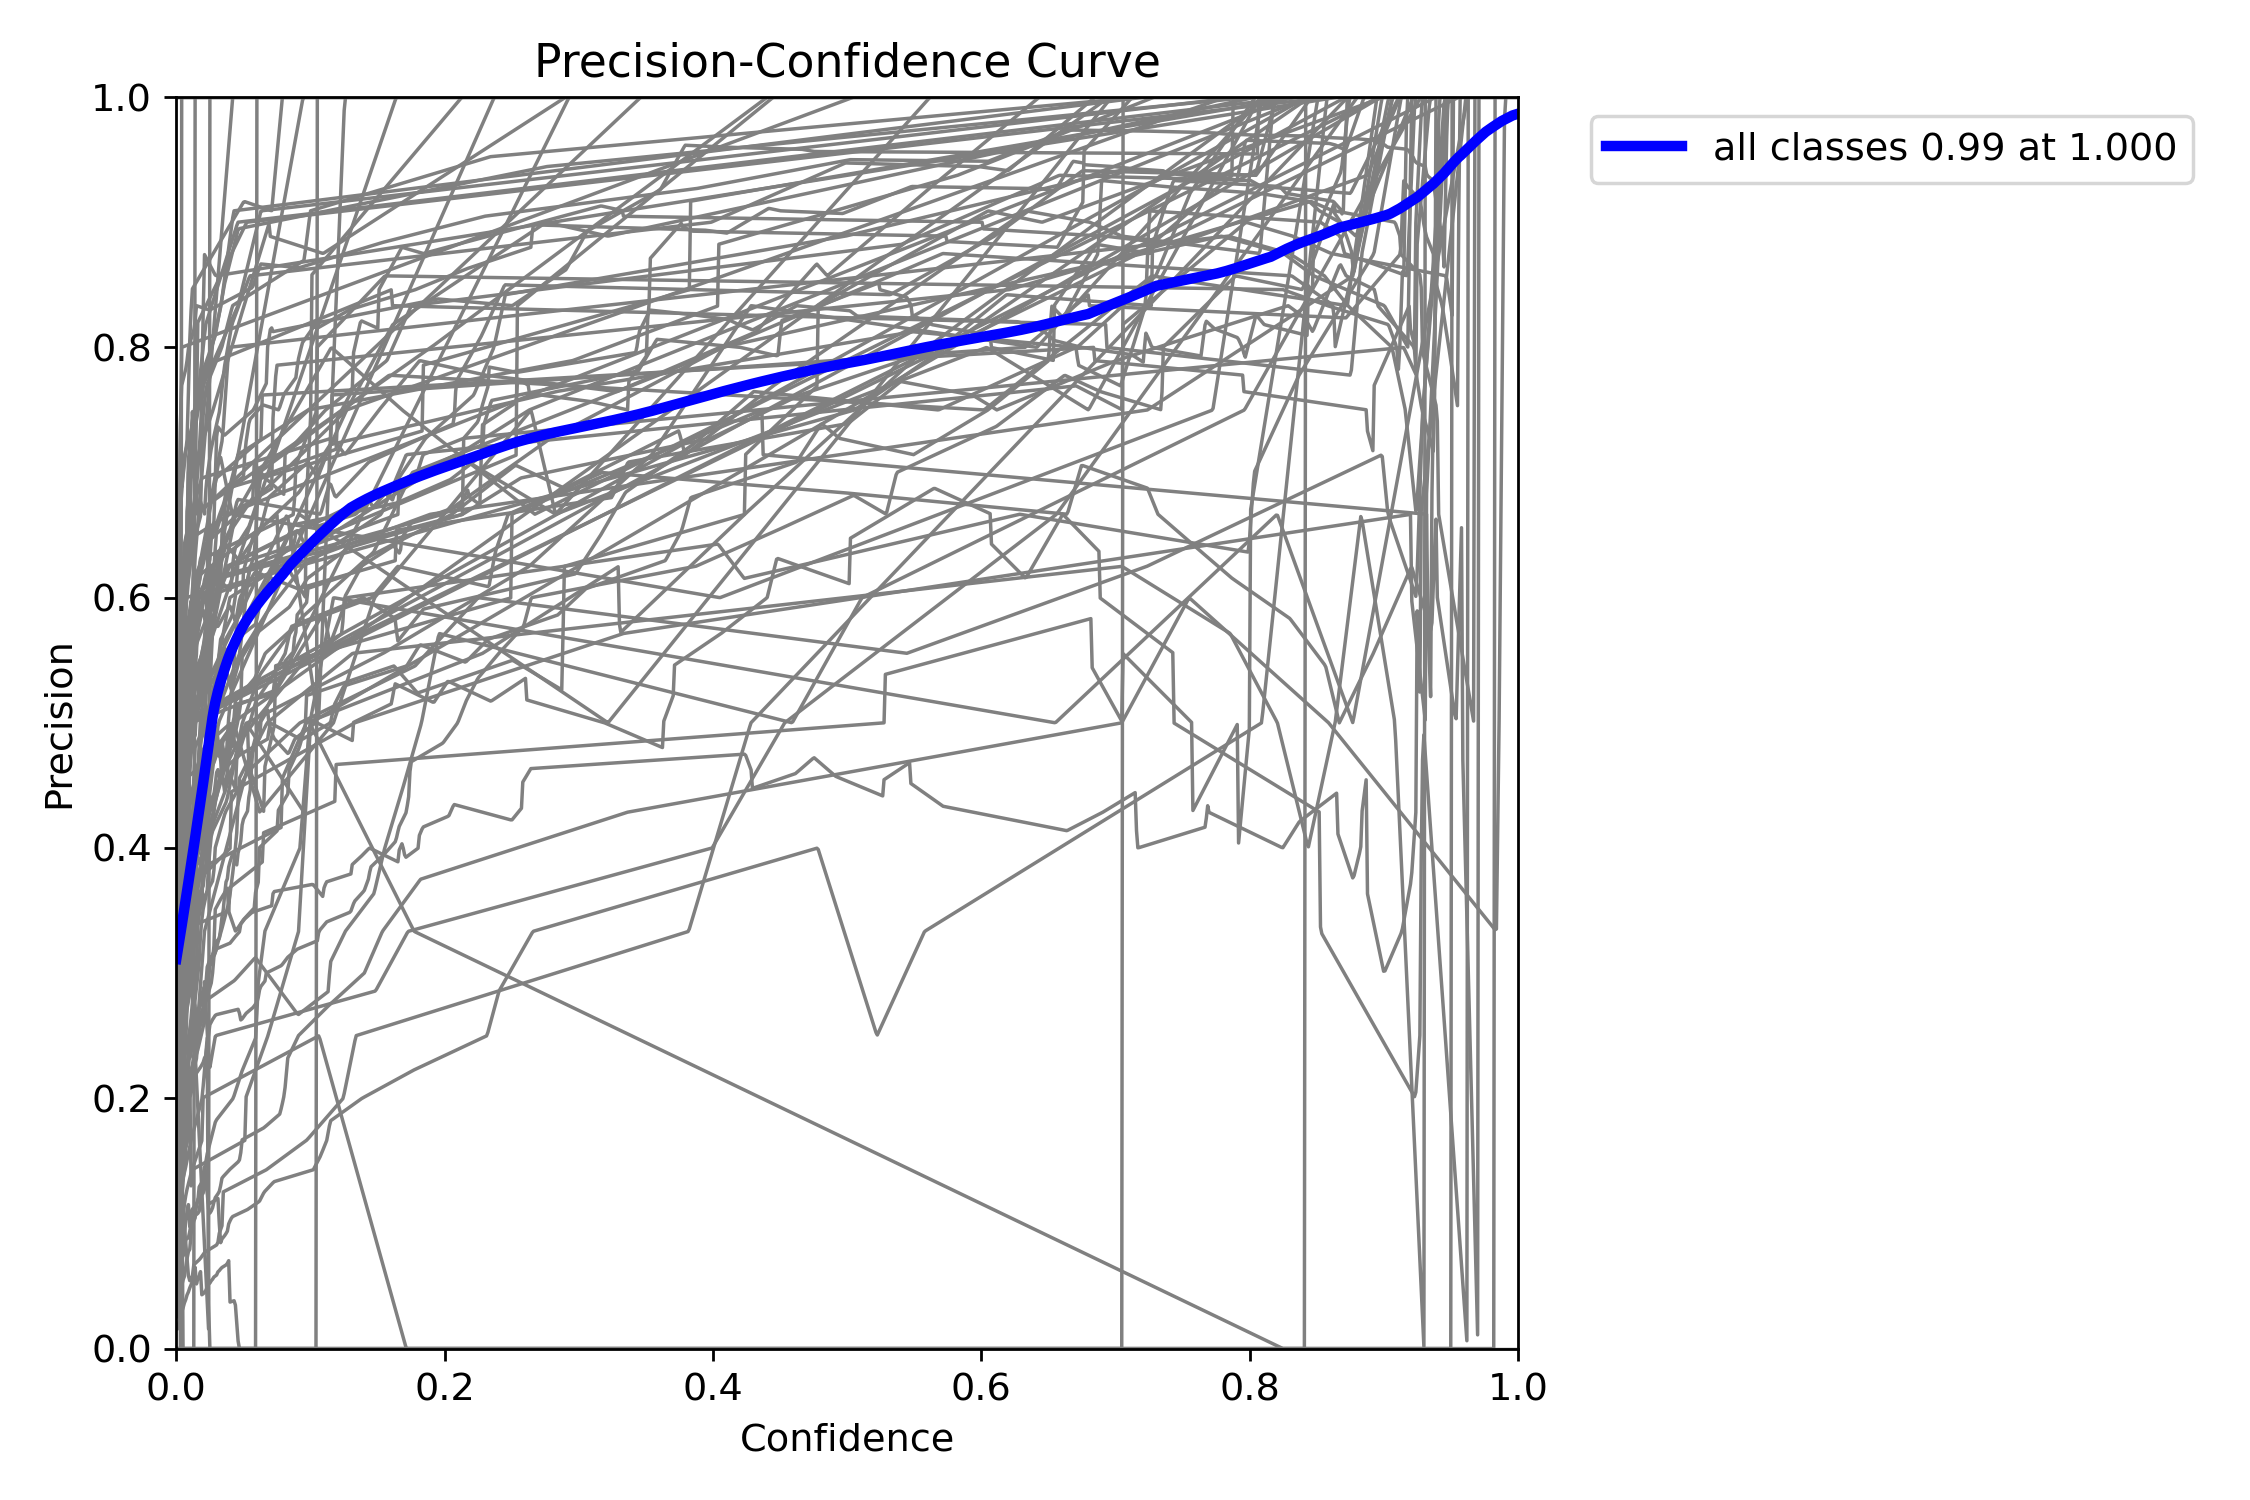 Precision-Confidence Curve
1.0
0.8
0.6
0.4
0.2
0.0
Precision
0.0 0.2 0.4 0.6 0.8 1.0
Confidence
all classes 0.99 at 1.000